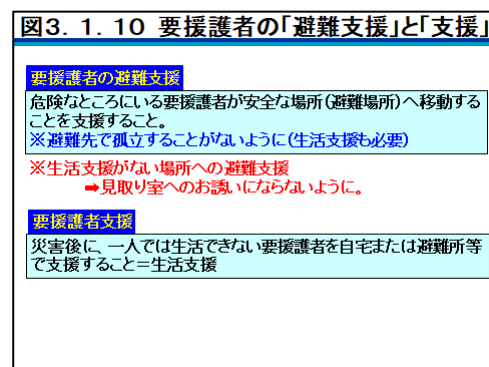 図3.1.10 要援護者の「避難支援」と「支援」
要援護者の避難支援
危険なところにいる要援護者が安全な場所(避難場所)へ移動する
ことを支援すること。
※避難先で孤立することがないように(生活支援も必要)
※生活支援がない場所への避難支援
➡見取り室へのお誘いにならないように。
要援護者支援
災害後に、一人では生活できない要援護者を自宅または避難所等
で支援すること＝生活支援